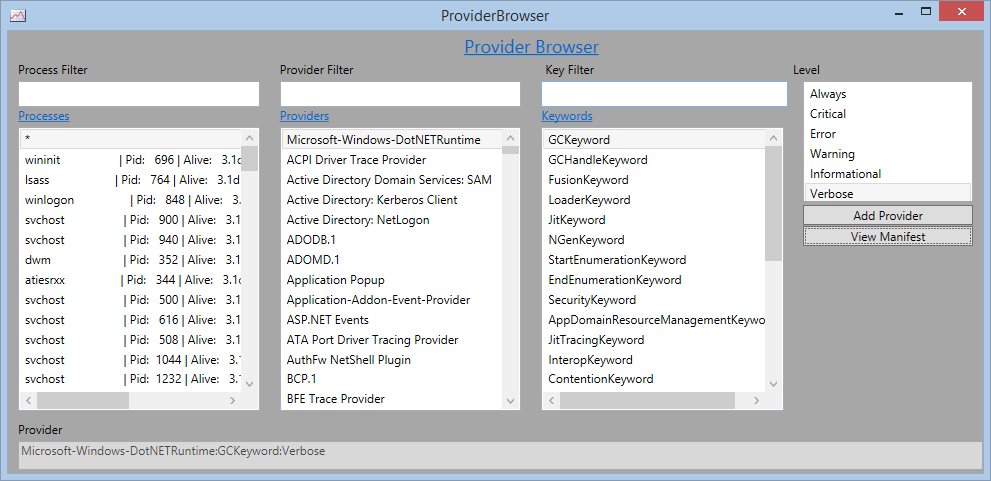 ProviderBrowser
Provider Browser
Process Filter
Provider Filter
Key Filter
Level
Processes
Providers
Keywords
*
wininit | Pid: 696 | Alive: 3.1d
lsass | Pid: 764 | Alive: 3.1d
winlogon | Pid: 848 | Alive: 3.
svchost | Pid: 900 | Alive: 3.1
svchost | Pid: 940 | Alive: 3.1
dwm | Pid: 352 | Alive: 3.1
atiesrxx | Pid: 344 | Alive: 3.1c
svchost | Pid: 500 | Alive: 3.1
svchost | Pid: 616 | Alive: 3.1
svchost | Pid: 508 | Alive: 3.1
svchost | Pid: 1044 | Alive: 3.
svchost | Pid: 1232 | Alive: 3.
Microsoft-Windows-DotNETRuntime
ACPI Driver Trace Provider
Active Directory Domain Services: SAM
Active Directory: Kerberos Client
Active Directory: NetLogon
ADODB.1
ADOMD.1
Application Popup
Application-Addon-Event-Provider
ASP.NET Events
ATA Port Driver Tracing Provider
AuthFw NetShell Plugin
BCP.1
BFE Trace Provider
GCKeyword
GCHandleKeyword
FusionKeyword
LoaderKeyword
JitKeyword
NGenKeyword
StartEnumerationKeyword
EndEnumerationKeyword
SecurityKeyword
AppDomainResourceManagementKeywo
JitTracingKeyword
InteropKeyword
ContentionKeyword
Always
Critical
Error
Warning
Informational
Verbose
Add Provider
View Manifest
Provider
Microsoft-Windows-DotNETRuntime:GCKeyword:Verbose